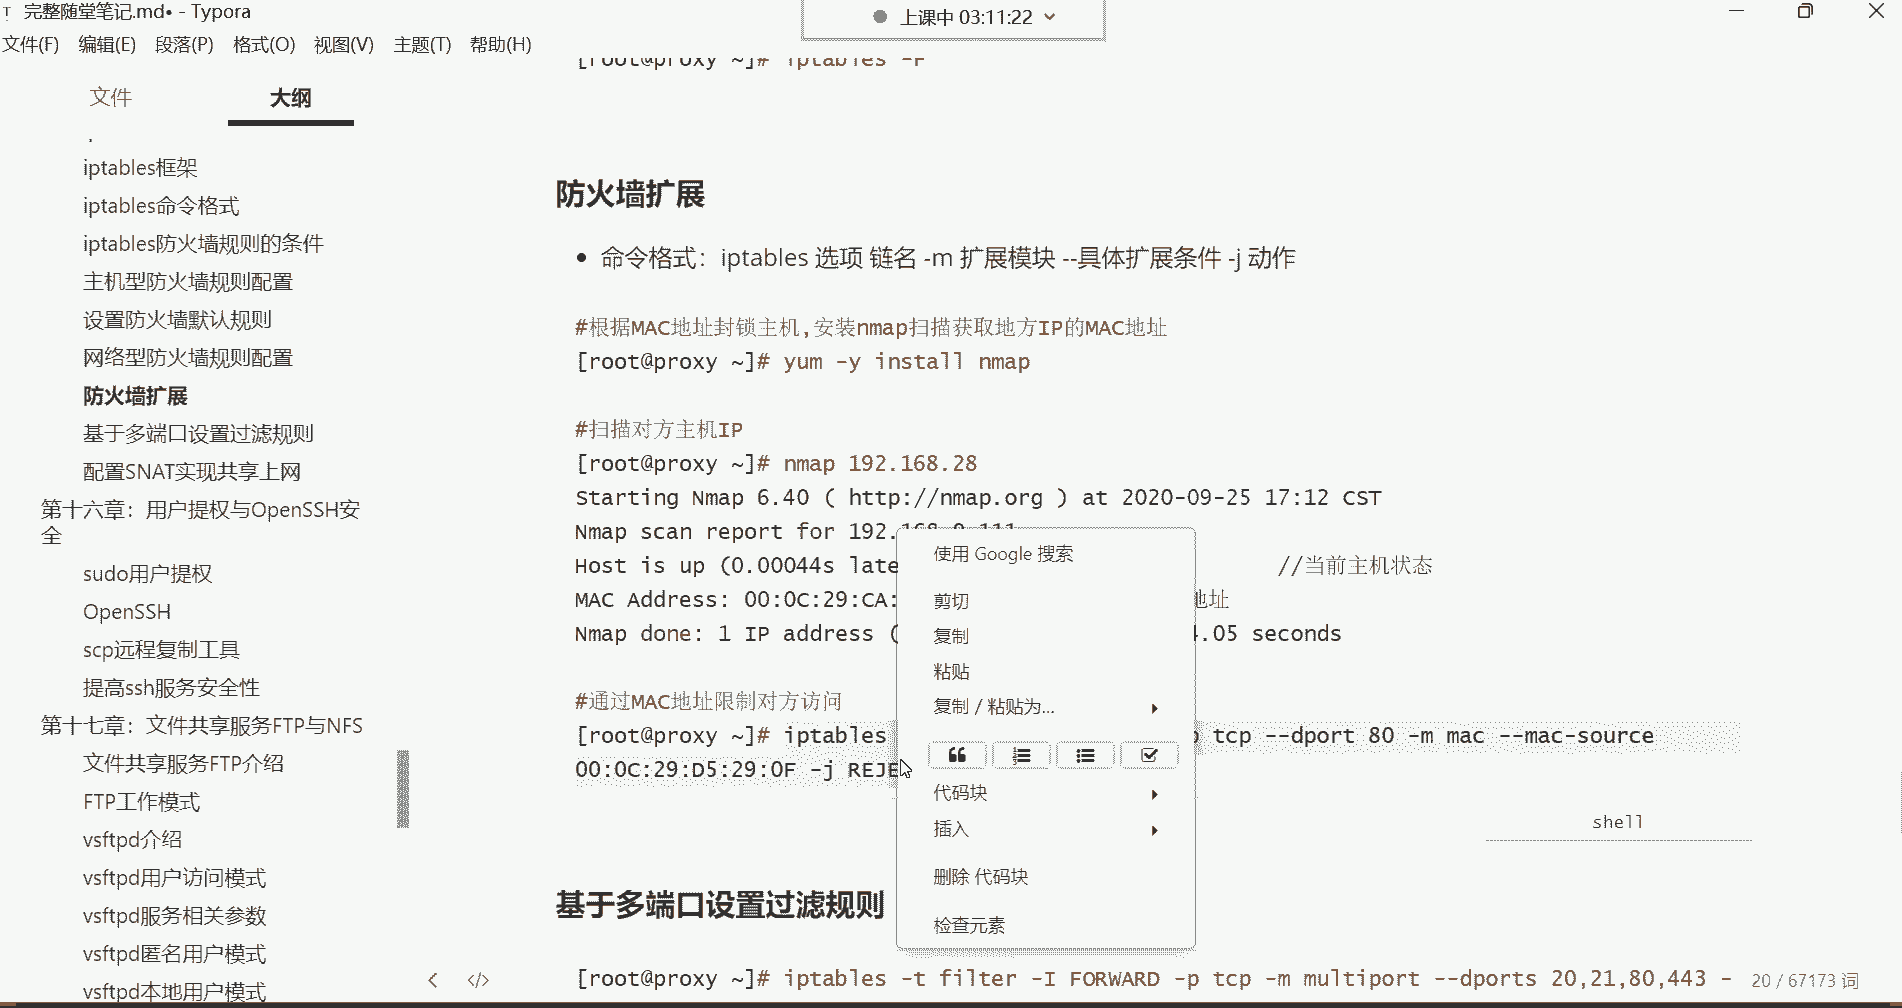 完整随堂笔记.md• - Typora
上课中 03:11:22
文件(F) 编辑(E) 段落(P) 格式(O) 视图(V) 主题(T) 帮助(H)
文件 大纲
iptables框架
iptables命令格式
iptables防火墙规则的条件
主机型防火墙规则配置
设置防火墙默认规则
网络型防火墙规则配置
防火墙扩展
基于多端口设置过滤规则
配置SNAT实现共享上网
第十六章：用户提权与OpenSSH安
全
sudo用户提权
OpenSSH
scp远程复制工具
提高ssh服务安全性
第十七章：文件共享服务FTP与NFS
文件共享服务FTP介绍
FTP工作模式
vsftpd介绍
vsftpd用户访问模式
vsftpd服务相关参数
vsftpd匿名用户模式
vsftpd本地用户模式
[root@proxy ~]# iptables -F
防火墙扩展
命令格式：iptables 选项 链名 -m 扩展模块 --具体扩展条件 -j 动作
#根据MAC地址封锁主机,安装nmap扫描获取地方IP的MAC地址
[root@proxy ~]# yum -y install nmap
#扫描对方主机IP
[root@proxy ~]# nmap 192.168.28
Starting Nmap 6.40 ( http://nmap.org ) at 2020-09-25 17:12 CST
Nmap scan report for 192.168.0.111
Host is up (0.00044s late //当前主机状态
MAC Address: 00:0C:29:CA: 地址
Nmap done: 1 IP address ( 4.05 seconds
#通过MAC地址限制对方访问
[root@proxy ~]# iptables p tcp --dport 80 -m mac --mac-source
00:0C:29:D5:29:0F -j REJE
shell
基于多端口设置过滤规则
[root@proxy ~]# iptables -t filter -I FORWARD -p tcp -m multiport --dports 20,21,80,443 -
使用 Google 搜索
剪切
复制
粘贴
复制 / 粘贴为...
代码块
插入
删除 代码块
检查元素
20 / 67173 词